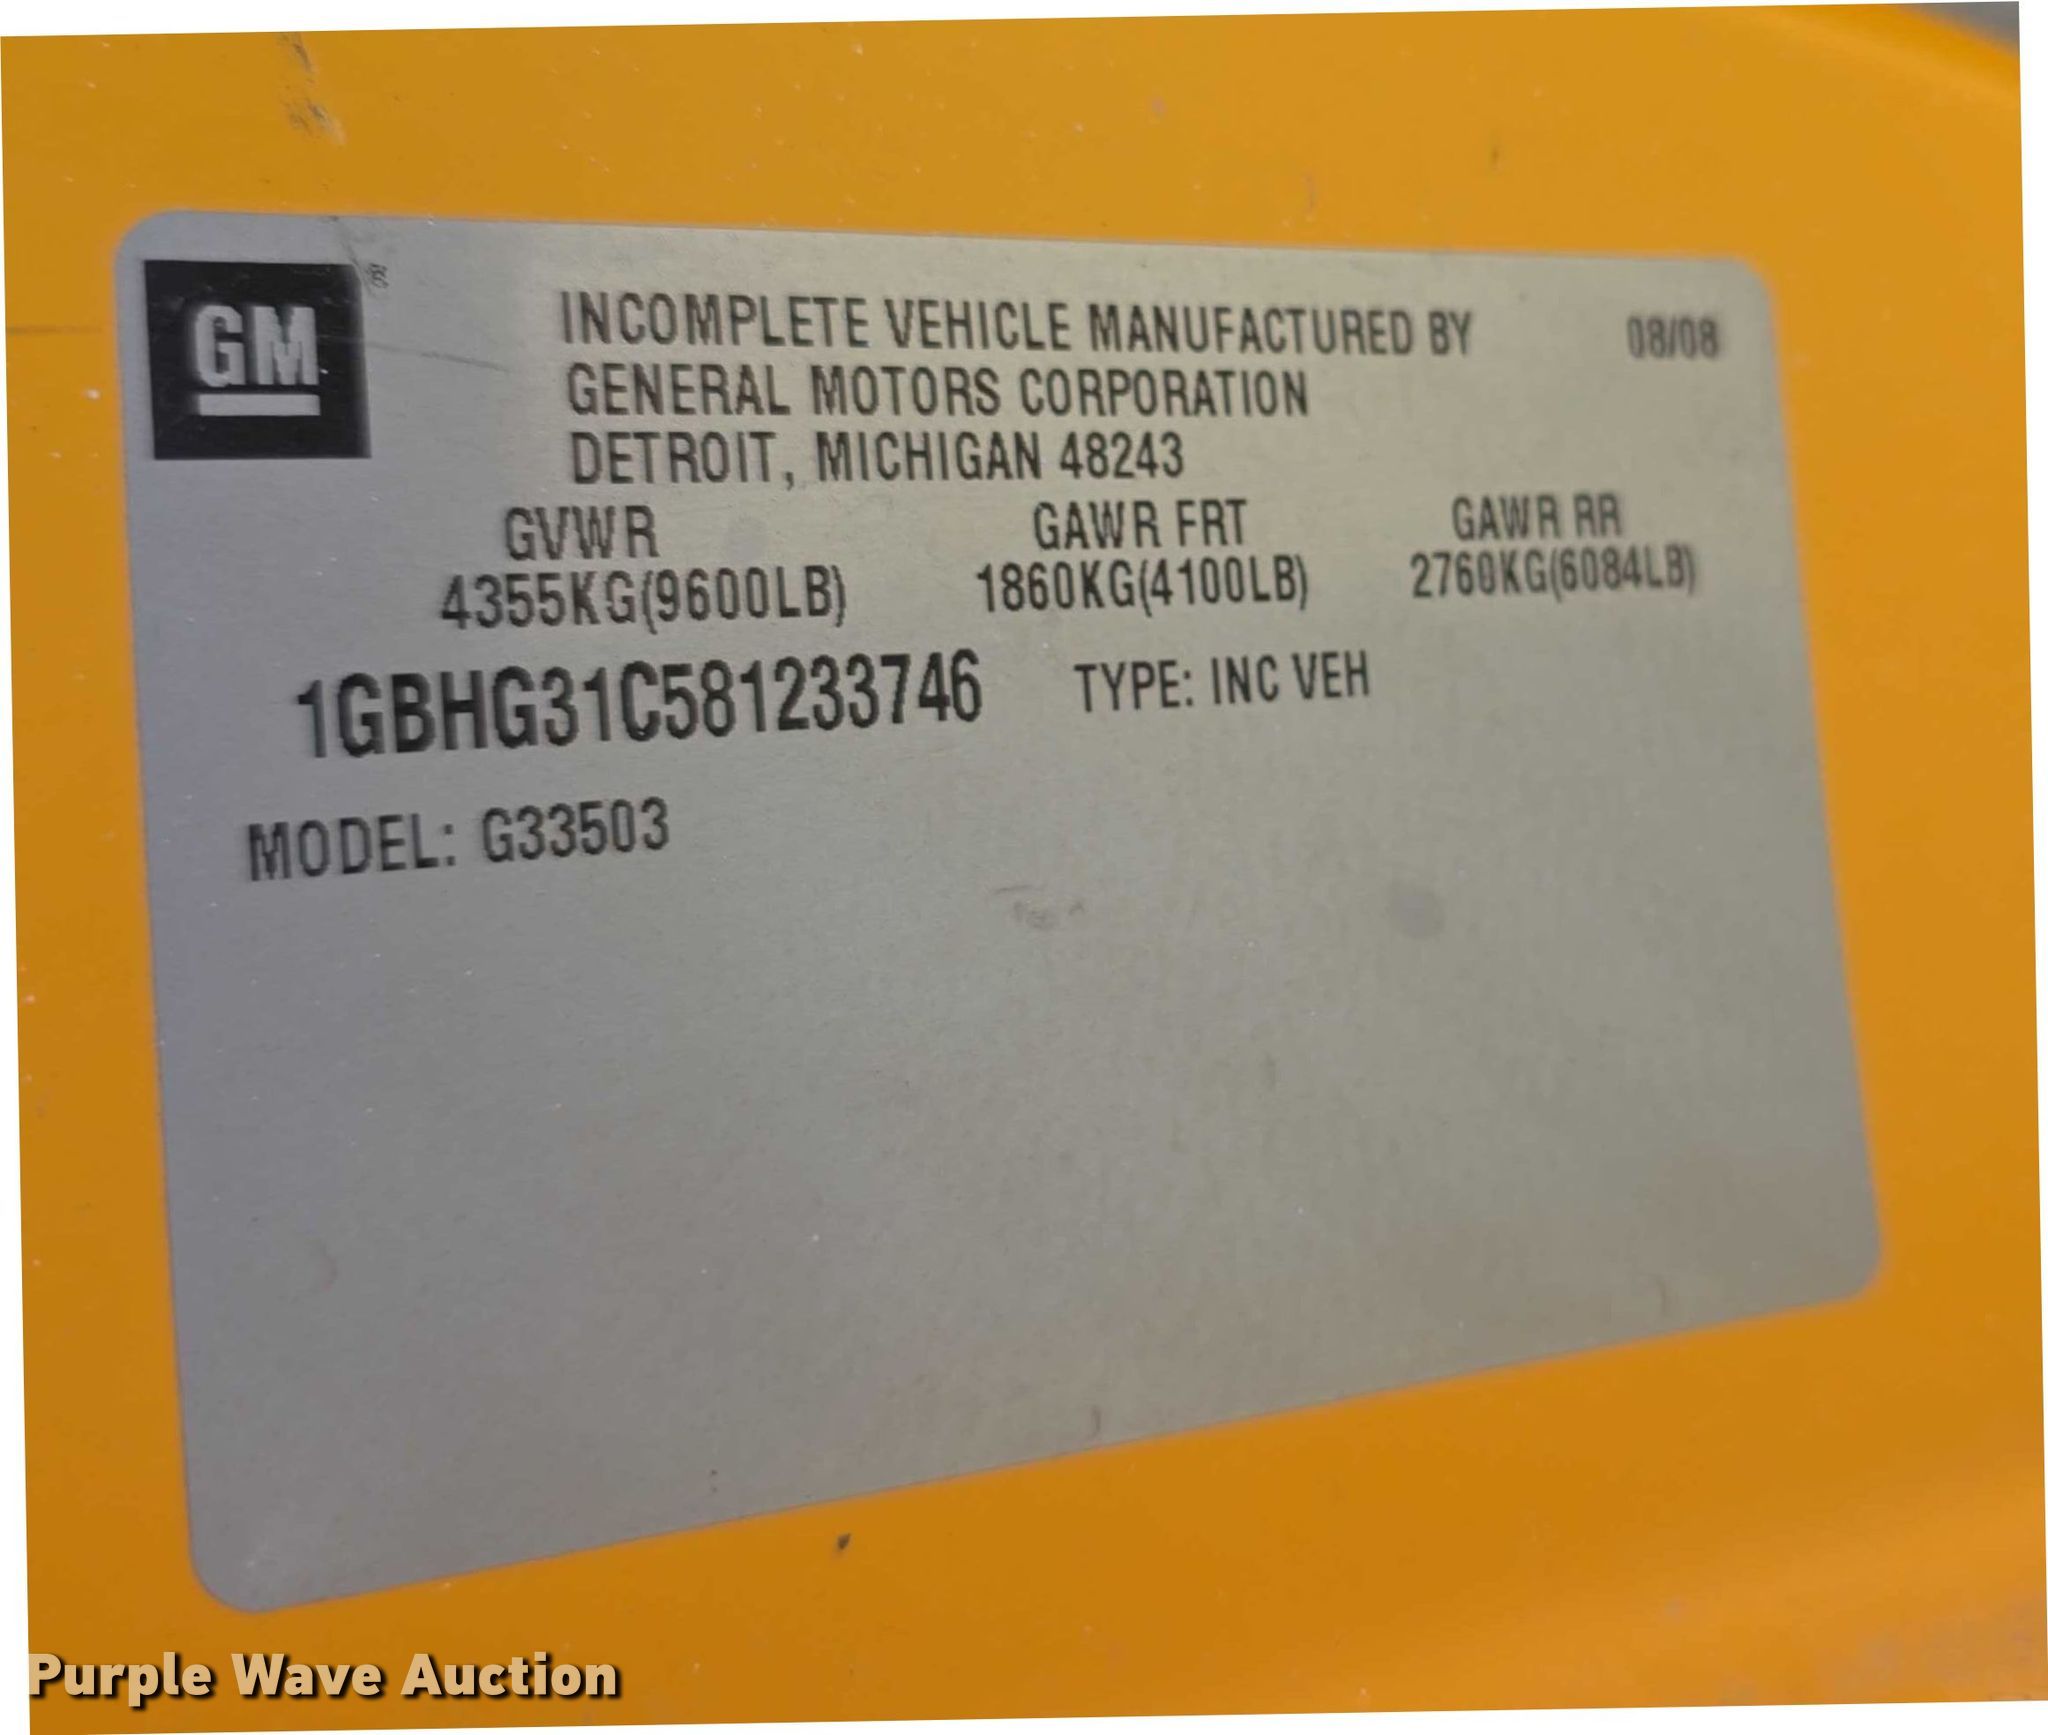 GM
INCOMPLETE VEHICLE MANUFACTURED BY 08/08
GENERAL MOTORS CORPORATION
DETROIT, MICHIGAN 48243
GVWR GAWR FRT GAWR RR
4355KG(9600LB) 1860KG(4100LB) 2760KG(6084LB)
1GBHG31C581233746 TYPE: INC VEH
MODEL: G33503
Purple Wave Auction